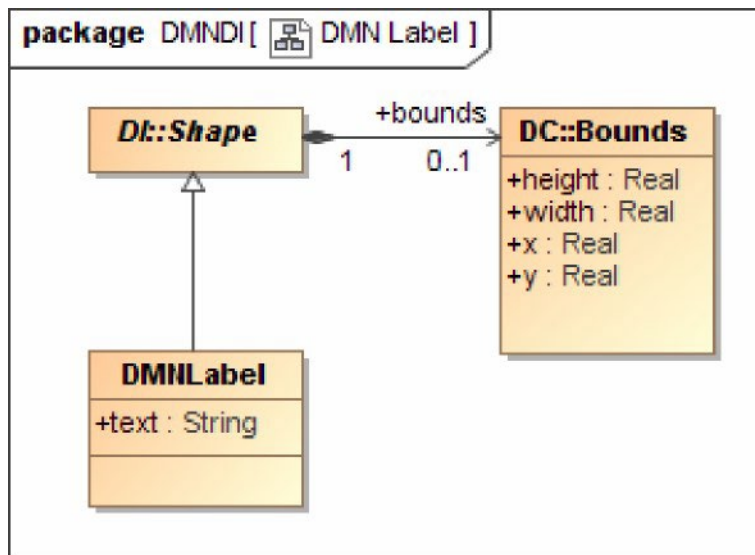 package DMNDI[ DMN Label ]
DI::Shape
+bounds
1
0..1
DC::Bounds
+height : Real
+width : Real
+x : Real
+y : Real
DMNLabel
+text : String